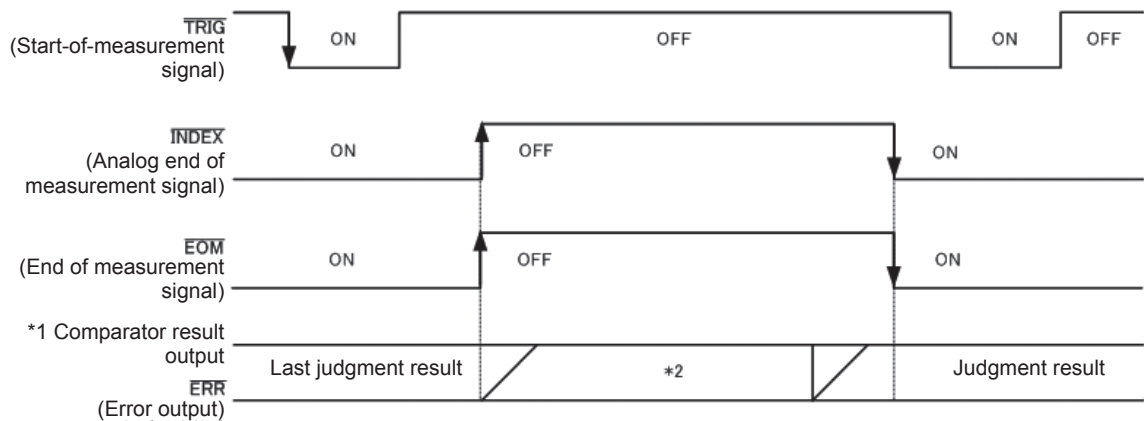 TRIG
(Start-of-measurement
signal)
ON
OFF
ON
OFF
INDEX
(Analog end of
measurement signal)
ON
OFF
ON
EOM
(End of measurement
signal)
ON
OFF
ON
*1 Comparator result
output
Last judgment result
*2
Judgment result
ERR
(Error output)